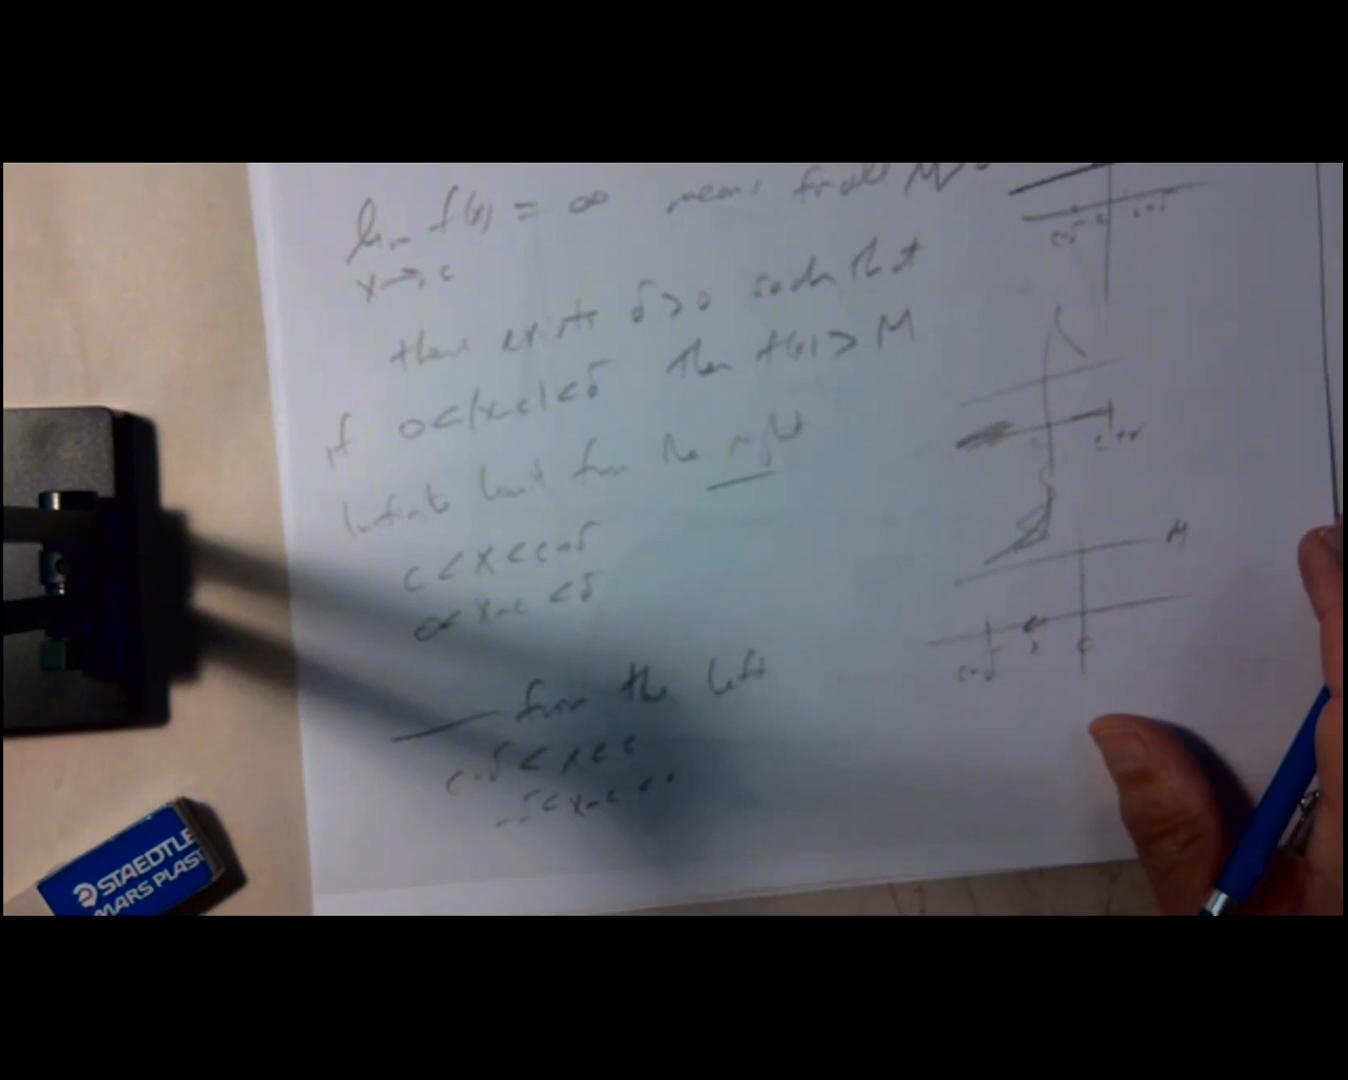 lim f(x) = ∞ means for all M >
x → c
there exists δ > 0 such that
if 0 < |x-c| < δ then f(x) > M
Infinite limit from the right
c < x < c+δ
0 < x-c < δ
from the left
c-δ < x < c
-δ < x-c < 0
c+δ
M
c-δ
x
c
STAEDTLER
MARS PLAST